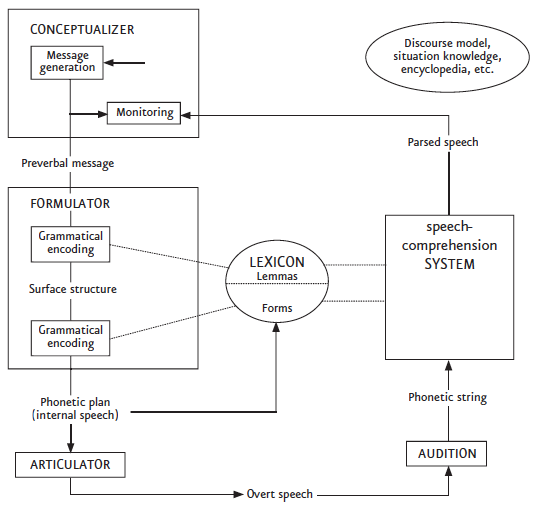 CONCEPTUALIZER
Message
generation
Monitoring
Discourse model,
situation knowledge,
encyclopedia, etc.
Parsed speech
Preverbal message
FORMULATOR
Grammatical
encoding
Surface structure
Grammatical
encoding
LEXICON
Lemmas
Forms
speech-
comprehension
SYSTEM
Phonetic plan
(internal speech)
Phonetic string
ARTICULATOR
AUDITION
Overt speech